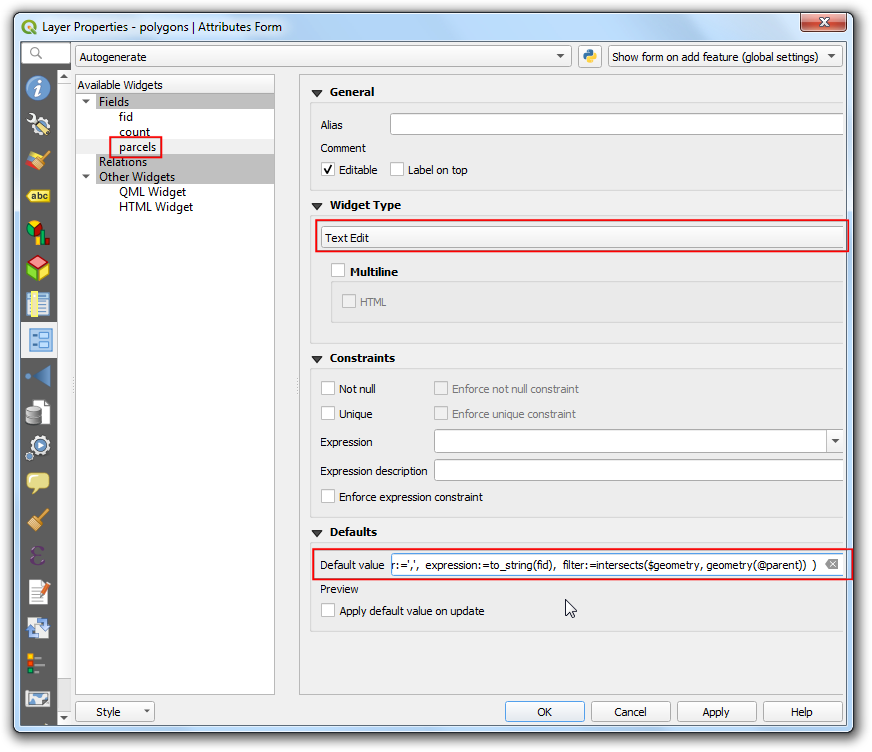 Layer Properties - polygons | Attributes Form
Autogenerate
Show form on add feature (global settings)
Available Widgets
Fields
fid
count
parcels
Relations
Other Widgets
QML Widget
HTML Widget
General
Alias
Comment
Editable
Label on top
Widget Type
Text Edit
Multiline
HTML
Constraints
Not null
Enforce not null constraint
Unique
Enforce unique constraint
Expression
Expression description
Enforce expression constraint
Defaults
Default value r:=',', expression:=to_string(fid), filter:=intersects($geometry, geometry(@parent)) )
Preview
Apply default value on update
Style
OK
Cancel
Apply
Help
abc